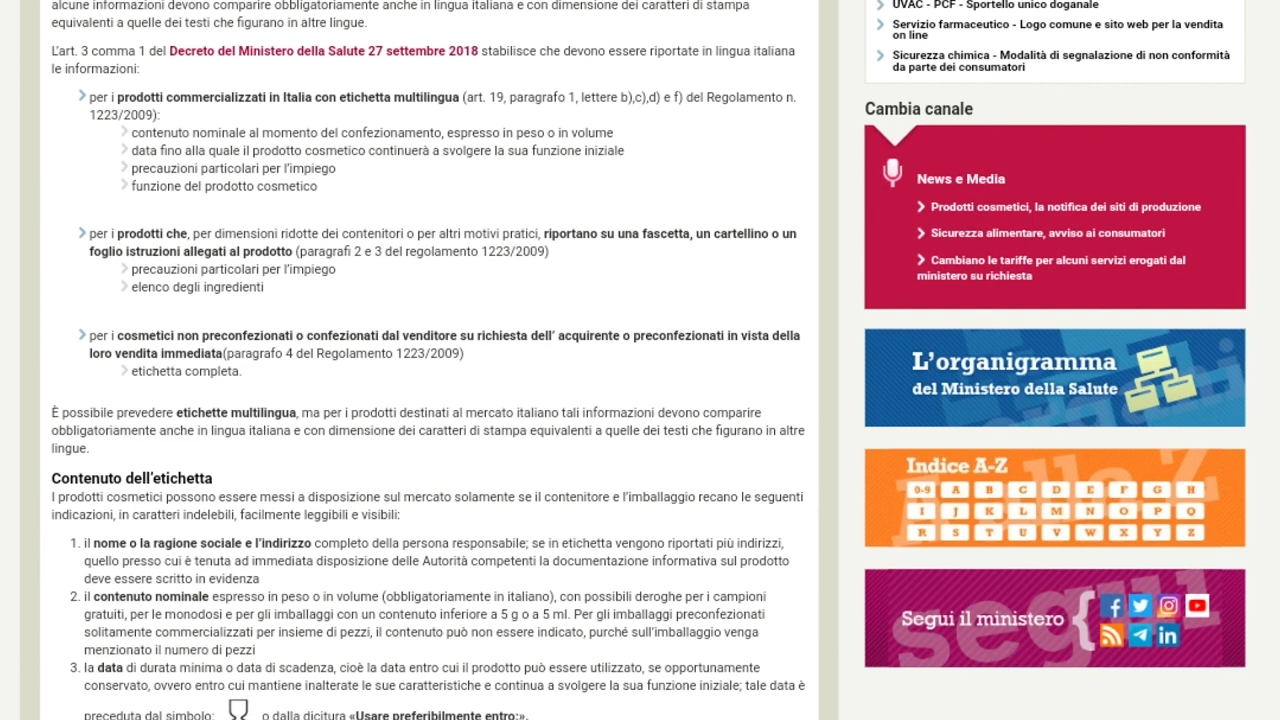 alcune informazioni devono comparire obbligatoriamente anche in lingua italiana e con dimensione dei caratteri di stampa
equivalenti a quelle dei testi che figurano in altre lingue.
L'art. 3 comma 1 del Decreto del Ministero della Salute 27 settembre 2018 stabilisce che devono essere riportate in lingua italiana
le informazioni:
per i prodotti commercializzati in Italia con etichetta multilingua (art. 19, paragrafo 1, lettere b),c),d) e f) del Regolamento n.
1223/2009):
contenuto nominale al momento del confezionamento, espresso in peso o in volume
data fino alla quale il prodotto cosmetico continuerà a svolgere la sua funzione iniziale
precauzioni particolari per l'impiego
funzione del prodotto cosmetico
per i prodotti che, per dimensioni ridotte dei contenitori o per altri motivi pratici, riportano su una fascetta, un cartellino o un
foglio istruzioni allegati al prodotto (paragrafi 2 e 3 del regolamento 1223/2009)
precauzioni particolari per l'impiego
elenco degli ingredienti
per i cosmetici non preconfezionati o confezionati dal venditore su richiesta dell' acquirente o preconfezionati in vista della
loro vendita immediata(paragrafo 4 del Regolamento 1223/2009)
etichetta completa.
È possibile prevedere etichette multilingua, ma per i prodotti destinati al mercato italiano tali informazioni devono comparire
obbligatoriamente anche in lingua italiana e con dimensione dei caratteri di stampa equivalenti a quelle dei testi che figurano in altre
lingue.
Contenuto dell'etichetta
I prodotti cosmetici possono essere messi a disposizione sul mercato solamente se il contenitore e l'imballaggio recano le seguenti
indicazioni, in caratteri indelebili, facilmente leggibili e visibili:
1. il nome o la ragione sociale e l'indirizzo completo della persona responsabile; se in etichetta vengono riportati più indirizzi,
quello presso cui è tenuta ad immediata disposizione delle Autorità competenti la documentazione informativa sul prodotto
deve essere scritto in evidenza
2. il contenuto nominale espresso in peso o in volume (obbligatoriamente in italiano), con possibili deroghe per i campioni
gratuiti, per le monodosi e per gli imballaggi con un contenuto inferiore a 5 g o a 5 ml. Per gli imballaggi preconfezionati
solitamente commercializzati per insieme di pezzi, il contenuto può non essere indicato, purché sull'imballaggio venga
menzionato il numero di pezzi
3. la data di durata minima o data di scadenza, cioè la data entro cui il prodotto può essere utilizzato, se opportunamente
conservato, ovvero entro cui mantiene inalterate le sue caratteristiche e continua a svolgere la sua funzione iniziale; tale data è
preceduta dal simbolo: o dalla dicitura «Usare preferibilmente entro:».
UVAC - PCF - Sportello unico doganale
Servizio farmaceutico - Logo comune e sito web per la vendita
on line
Sicurezza chimica - Modalità di segnalazione di non conformità
da parte dei consumatori
Cambia canale
News e Media
Prodotti cosmetici, la notifica dei siti di produzione
Sicurezza alimentare, avviso ai consumatori
Cambiano le tariffe per alcuni servizi erogati dal
ministero su richiesta
L'organigramma
del Ministero della Salute
Indice A-Z
0-9 A B C D E F G H
I J K L M N O P Q
R S T U V W X Y Z
Segui il ministero